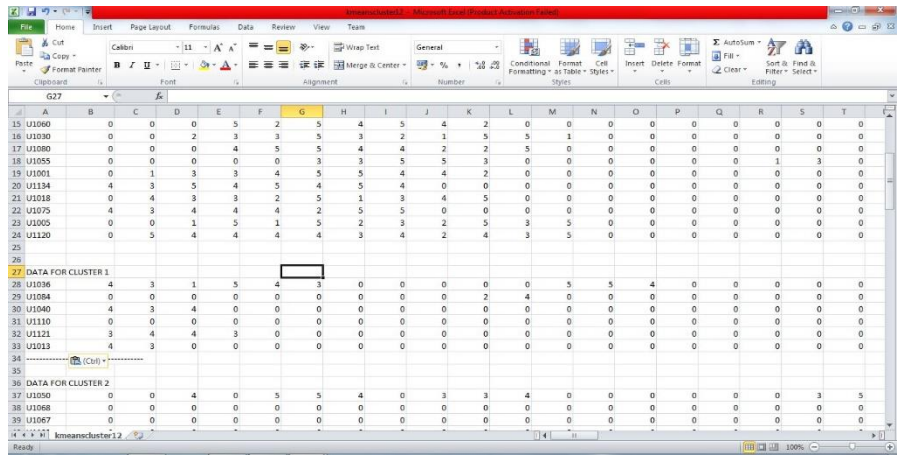 kmeanscluster12 - Microsoft Excel (Product Activation Failed)
File Home Insert Page Layout Formulas Data Review View Team
Cut Calibri 11 A A Wrap Text General Σ AutoSum
Copy Fill
Paste Format Painter B I U A Merge & Center % , Conditional Formatting Format as Table Cell Styles Insert Delete Format Clear Sort & Filter Find & Select
Clipboard Font Alignment Number Styles Cells Editing
G27 fx
A B C D E F G H I J K L M N O P Q R S T
15 U1060 0 0 0 5 2 5 4 5 4 2 0 0 0 0 0 0 0 0 0
16 U1030 0 0 2 3 3 5 3 2 1 5 5 1 0 0 0 0 0 0 0
17 U1080 0 0 0 4 5 5 4 4 2 2 5 0 0 0 0 0 0 0 0
18 U1055 0 0 0 0 0 3 3 5 5 3 0 0 0 0 0 0 1 3 0
19 U1001 0 1 3 3 4 5 5 4 4 2 0 0 0 0 0 0 0 0 0
20 U1134 4 3 5 4 5 4 5 4 0 0 0 0 0 0 0 0 0 0 0
21 U1018 0 4 3 3 2 5 1 3 4 5 0 0 0 0 0 0 0 0 0
22 U1075 4 3 4 4 4 2 5 5 0 0 0 0 0 0 0 0 0 0 0
23 U1005 0 0 1 5 1 5 2 3 2 5 3 5 0 0 0 0 0 0 0
24 U1120 0 5 4 4 4 4 3 4 2 4 3 5 0 0 0 0 0 0 0
25
26
27 DATA FOR CLUSTER 1
28 U1036 4 3 1 5 4 3 0 0 0 0 0 5 5 4 0 0 0 0 0
29 U1084 0 0 0 0 0 0 0 0 0 2 4 0 0 0 0 0 0 0 0
30 U1040 4 3 4 0 0 0 0 0 0 0 0 0 0 0 0 0 0 0 0
31 U1110 0 0 0 0 0 0 0 0 0 0 0 0 0 0 0 0 0 0 0
32 U1121 3 4 4 3 0 0 0 0 0 0 0 0 0 0 0 0 0 0 0
33 U1013 4 3 0 0 0 0 0 0 0 0 0 0 0 0 0 0 0 0 0
34 ------------- (Ctrl) -----------
35
36 DATA FOR CLUSTER 2
37 U1050 0 0 4 0 5 5 4 0 3 3 4 0 0 0 0 0 0 3 5
38 U1068 0 0 0 0 0 0 0 0 0 0 0 0 0 0 0 0 0 0 0
39 U1067 0 0 0 0 0 0 0 0 0 0 0 0 0 0 0 0 0 0 0
kmeanscluster12
Ready 100%